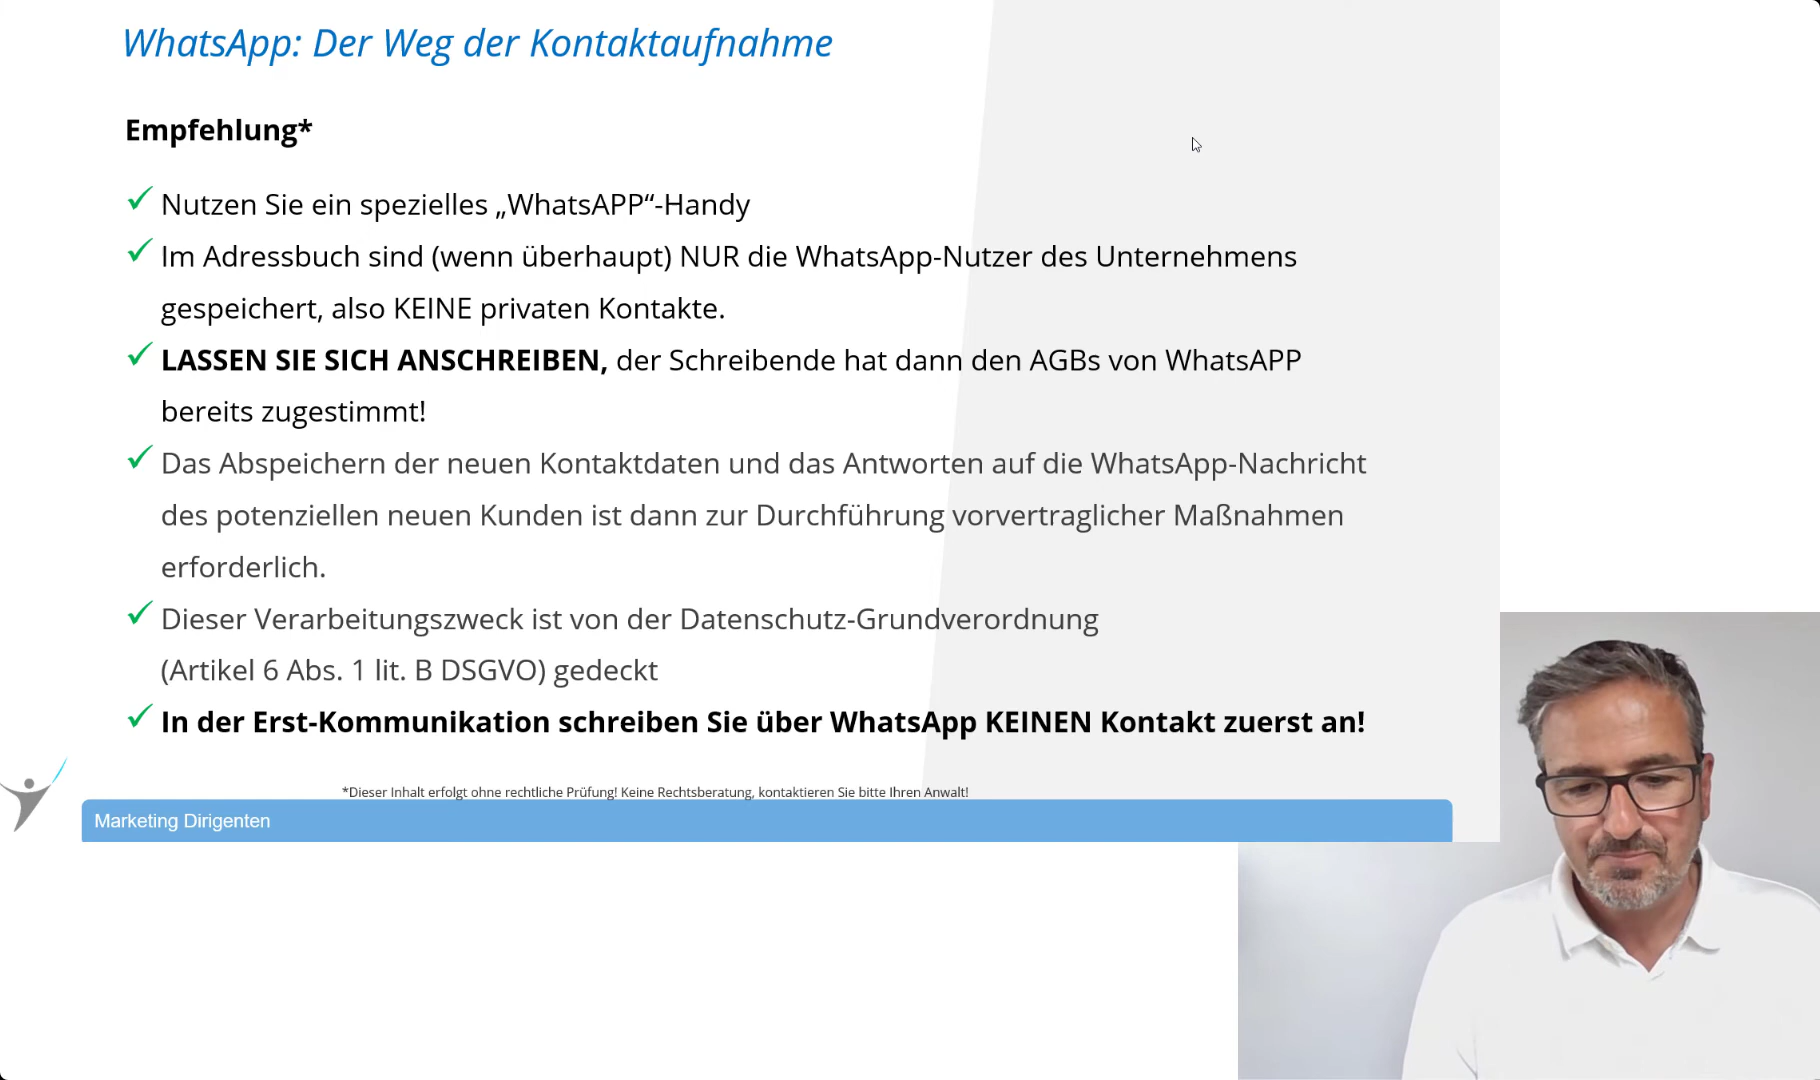 WhatsApp: Der Weg der Kontaktaufnahme
Empfehlung*
Nutzen Sie ein spezielles „WhatsAPP“-Handy
Im Adressbuch sind (wenn überhaupt) NUR die WhatsApp-Nutzer des Unternehmens
gespeichert, also KEINE privaten Kontakte.
LASSEN SIE SICH ANSCHREIBEN, der Schreibende hat dann den AGBs von WhatsAPP
bereits zugestimmt!
Das Abspeichern der neuen Kontaktdaten und das Antworten auf die WhatsApp-Nachricht
des potenziellen neuen Kunden ist dann zur Durchführung vorvertraglicher Maßnahmen
erforderlich.
Dieser Verarbeitungszweck ist von der Datenschutz-Grundverordnung
(Artikel 6 Abs. 1 lit. B DSGVO) gedeckt
In der Erst-Kommunikation schreiben Sie über WhatsApp KEINEN Kontakt zuerst an!
*Dieser Inhalt erfolgt ohne rechtliche Prüfung! Keine Rechtsberatung, kontaktieren Sie bitte Ihren Anwalt!
Marketing Dirigenten